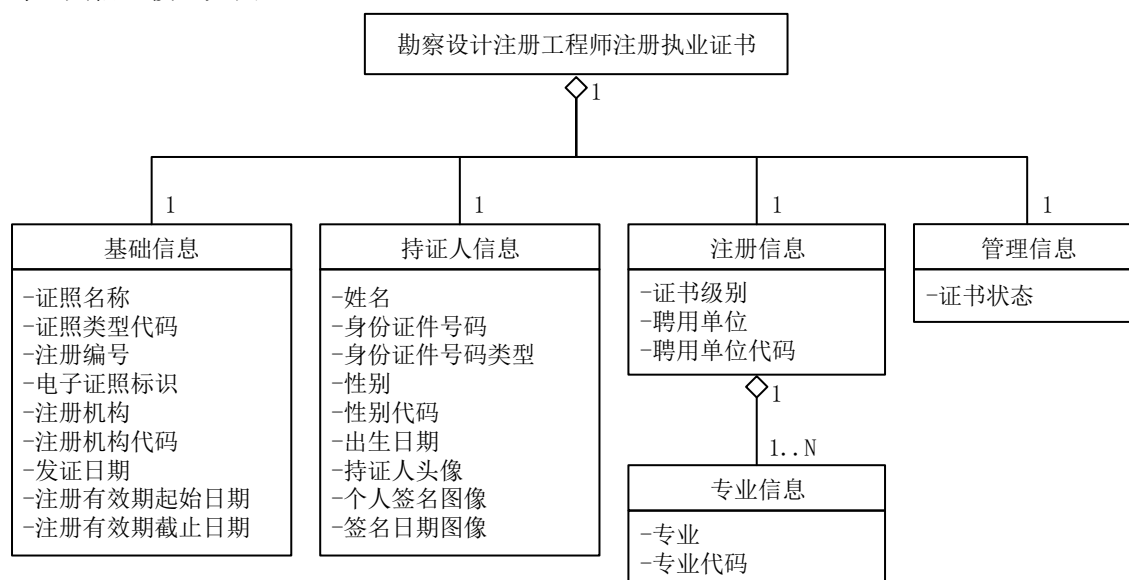 勘察设计注册工程师注册执业证书
1
1
1
1
1
基础信息
-证照名称
-证照类型代码
-注册编号
-电子证照标识
-注册机构
-注册机构代码
-发证日期
-注册有效期起始日期
-注册有效期截止日期
持证人信息
-姓名
-身份证件号码
-身份证件号码类型
-性别
-性别代码
-出生日期
-持证人头像
-个人签名图像
-签名日期图像
注册信息
-证书级别
-聘用单位
-聘用单位代码
1
1..N
专业信息
-专业
-专业代码
管理信息
-证书状态